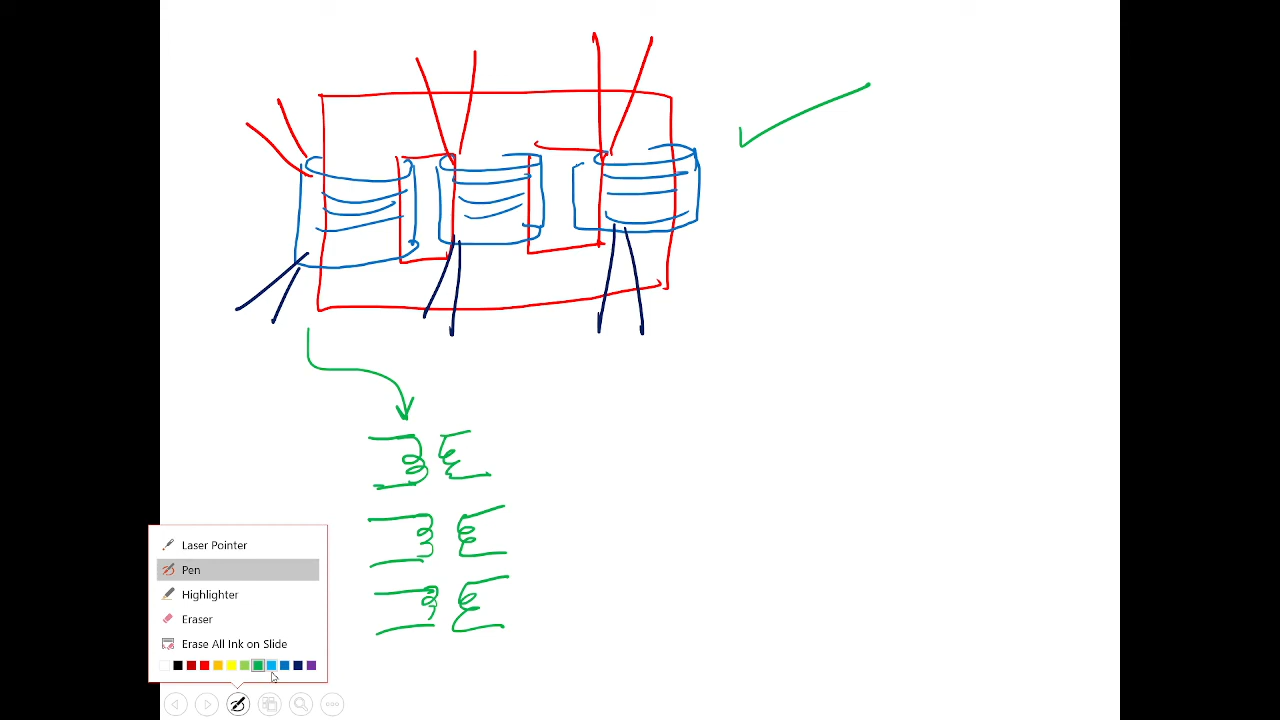 Laser Pointer
Pen
Highlighter
Eraser
Erase All Ink on Slide